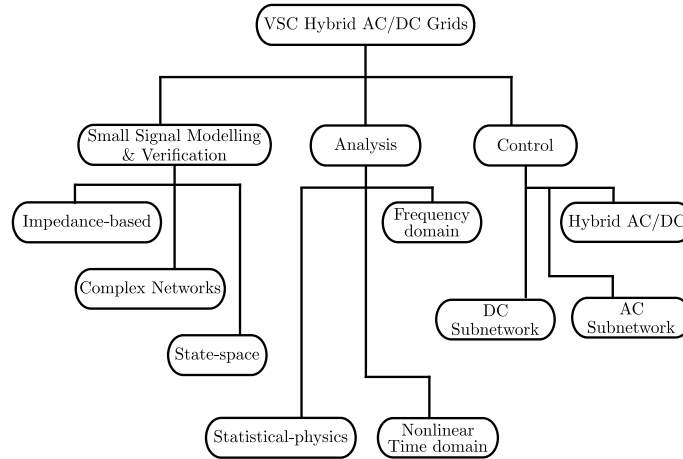 VSC Hybrid AC/DC Grids
Small Signal Modelling
& Verification
Analysis
Control
Impedance-based
Frequency
domain
Hybrid AC/DC
Complex Networks
DC
Subnetwork
AC
Subnetwork
State-space
Statistical-physics
Nonlinear
Time domain